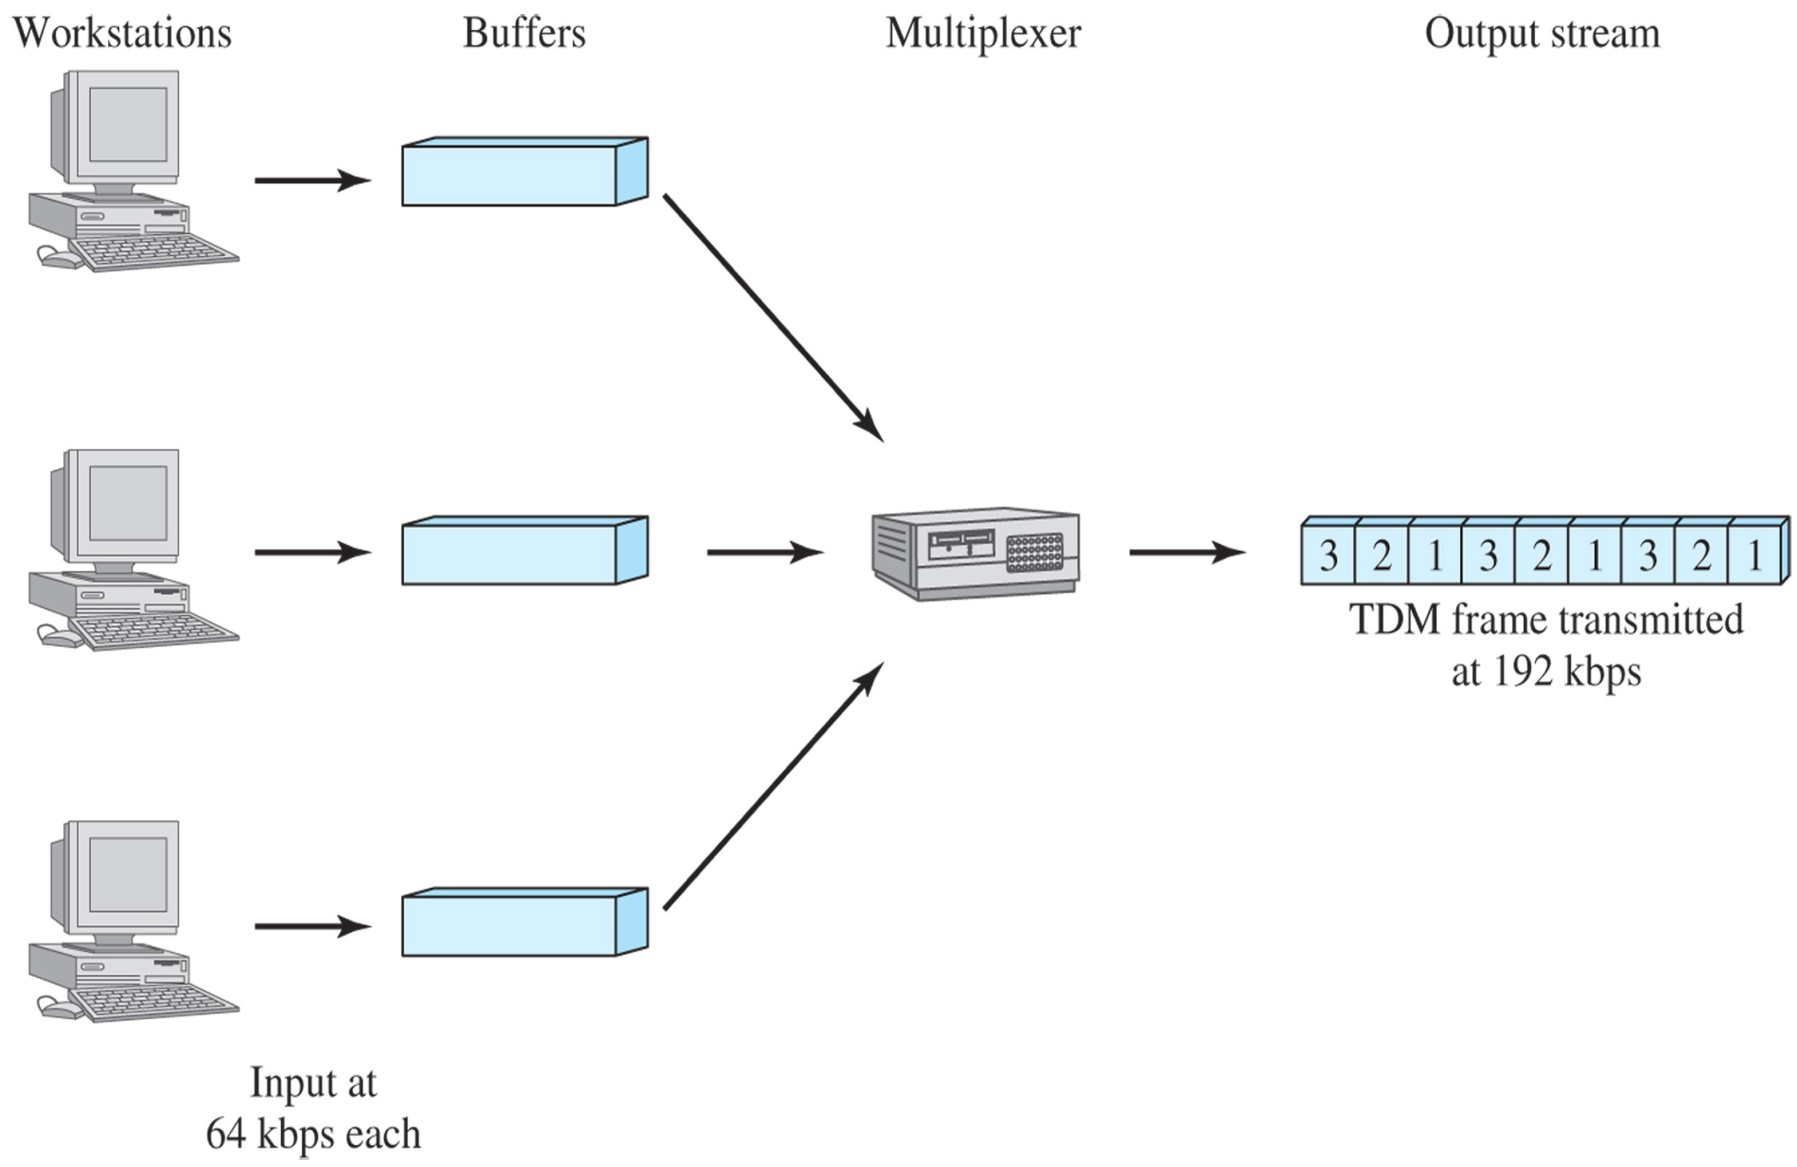 Workstations
Buffers
Multiplexer
Output stream
3 2 1 3 2 1 3 2 1
TDM frame transmitted
at 192 kbps
Input at
64 kbps each